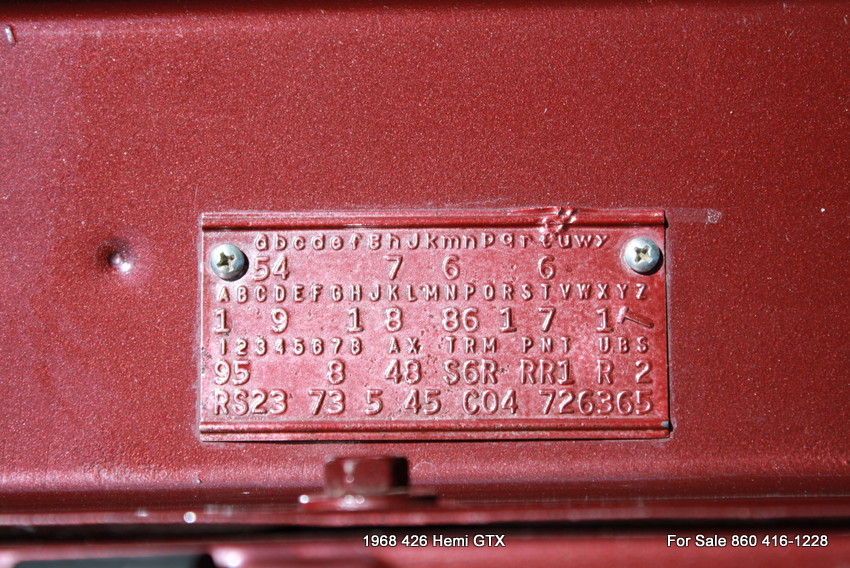 abcdefghjkmnpqrtuwx
54 7 6 6
ABCDEFGHJKLMNPQRSTVWXYZ
1 9 1 8 86 1 7 1
12345678 AX TRM PNT UBS
95 8 48 S6R RR1 R 2
RS23 73 5 45 C04 726365
1968 426 Hemi GTX For Sale 860 416-1228